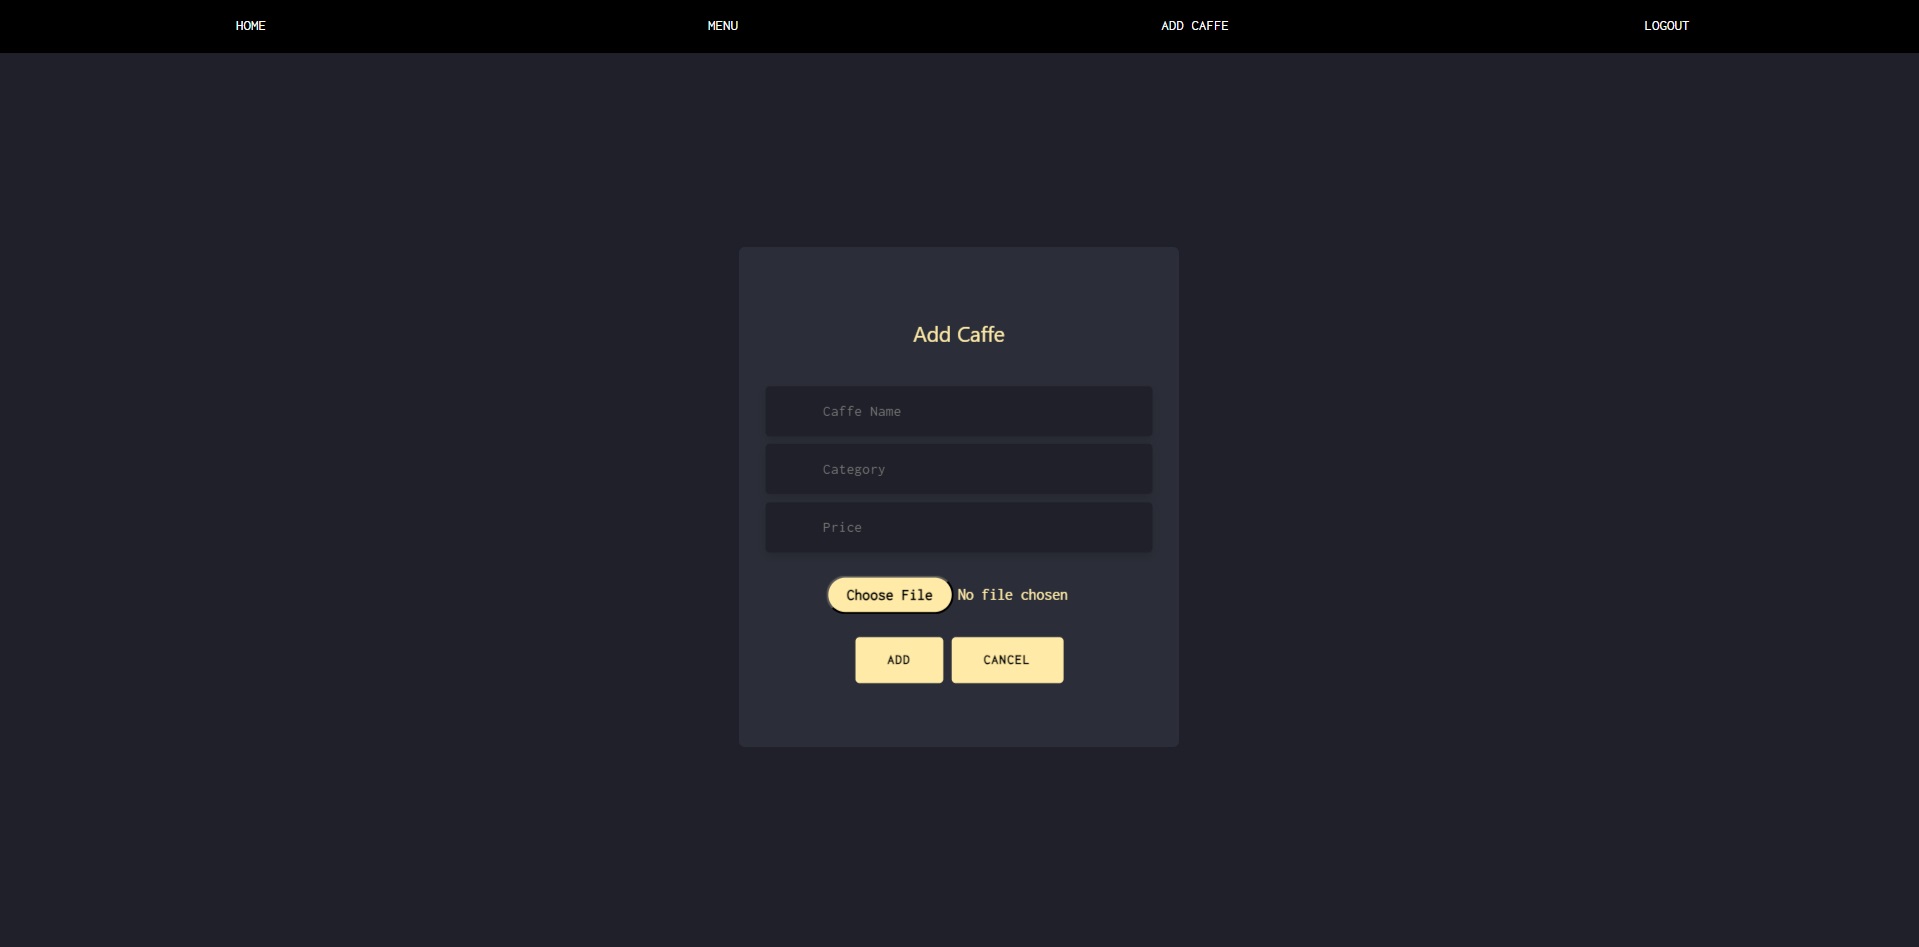 HOME MENU ADD CAFFE LOGOUT
Add Caffe
Caffe Name
Category
Price
Choose File No file chosen
ADD CANCEL